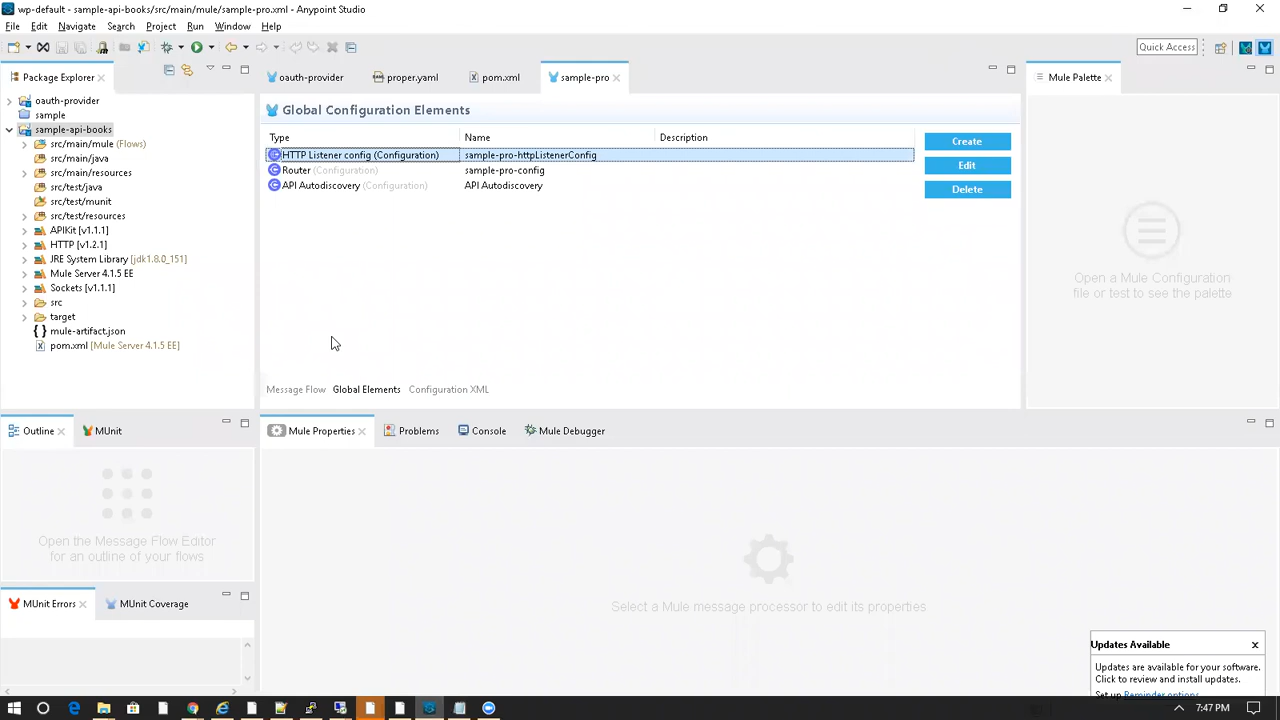 wp-default - sample-api-books/src/main/mule/sample-pro.xml - Anypoint Studio
File Edit Navigate Search Project Run Window Help
Quick Access
Package Explorer
oauth-provider
sample
sample-api-books
src/main/mule (Flows)
src/main/java
src/main/resources
src/test/java
src/test/munit
src/test/resources
APIKit [v1.1.1]
HTTP [v1.2.1]
JRE System Library [jdk1.8.0_151]
Mule Server 4.1.5 EE
Sockets [v1.1.1]
src
target
mule-artifact.json
pom.xml [Mule Server 4.1.5 EE]
oauth-provider proper.yaml pom.xml sample-pro
Global Configuration Elements
Type Name Description
HTTP Listener config (Configuration) sample-pro-httpListenerConfig
Router (Configuration) sample-pro-config
API Autodiscovery (Configuration) API Autodiscovery
Create
Edit
Delete
Message Flow Global Elements Configuration XML
Mule Palette
Open a Mule Configuration
file or test to see the palette
Outline MUnit
Open the Message Flow Editor
for an outline of your flows
MUnit Errors MUnit Coverage
Mule Properties Problems Console Mule Debugger
Select a Mule message processor to edit its properties
Updates Available
Updates are available for your software.
Click to review and install updates.
Set up Reminder options
7:47 PM